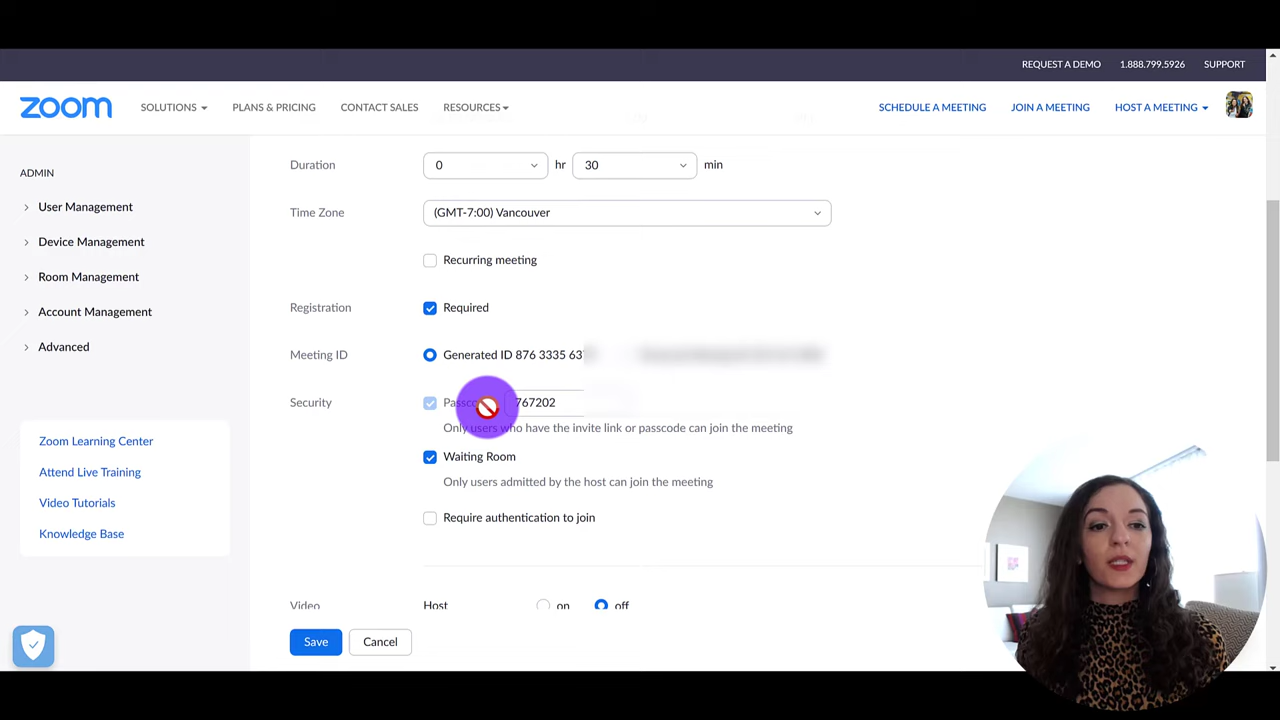 REQUEST A DEMO 1.888.799.5926 SUPPORT
zoom SOLUTIONS PLANS & PRICING CONTACT SALES RESOURCES SCHEDULE A MEETING JOIN A MEETING HOST A MEETING
ADMIN
User Management
Device Management
Room Management
Account Management
Advanced
Zoom Learning Center
Attend Live Training
Video Tutorials
Knowledge Base
Duration 0 hr 30 min
Time Zone (GMT-7:00) Vancouver
Recurring meeting
Registration Required
Meeting ID Generated ID 876 3335
Security 767202
Only users who have the invite link or passcode can join the meeting
Waiting Room
Only users admitted by the host can join the meeting
Require authentication to join
Video Host on off
Save Cancel